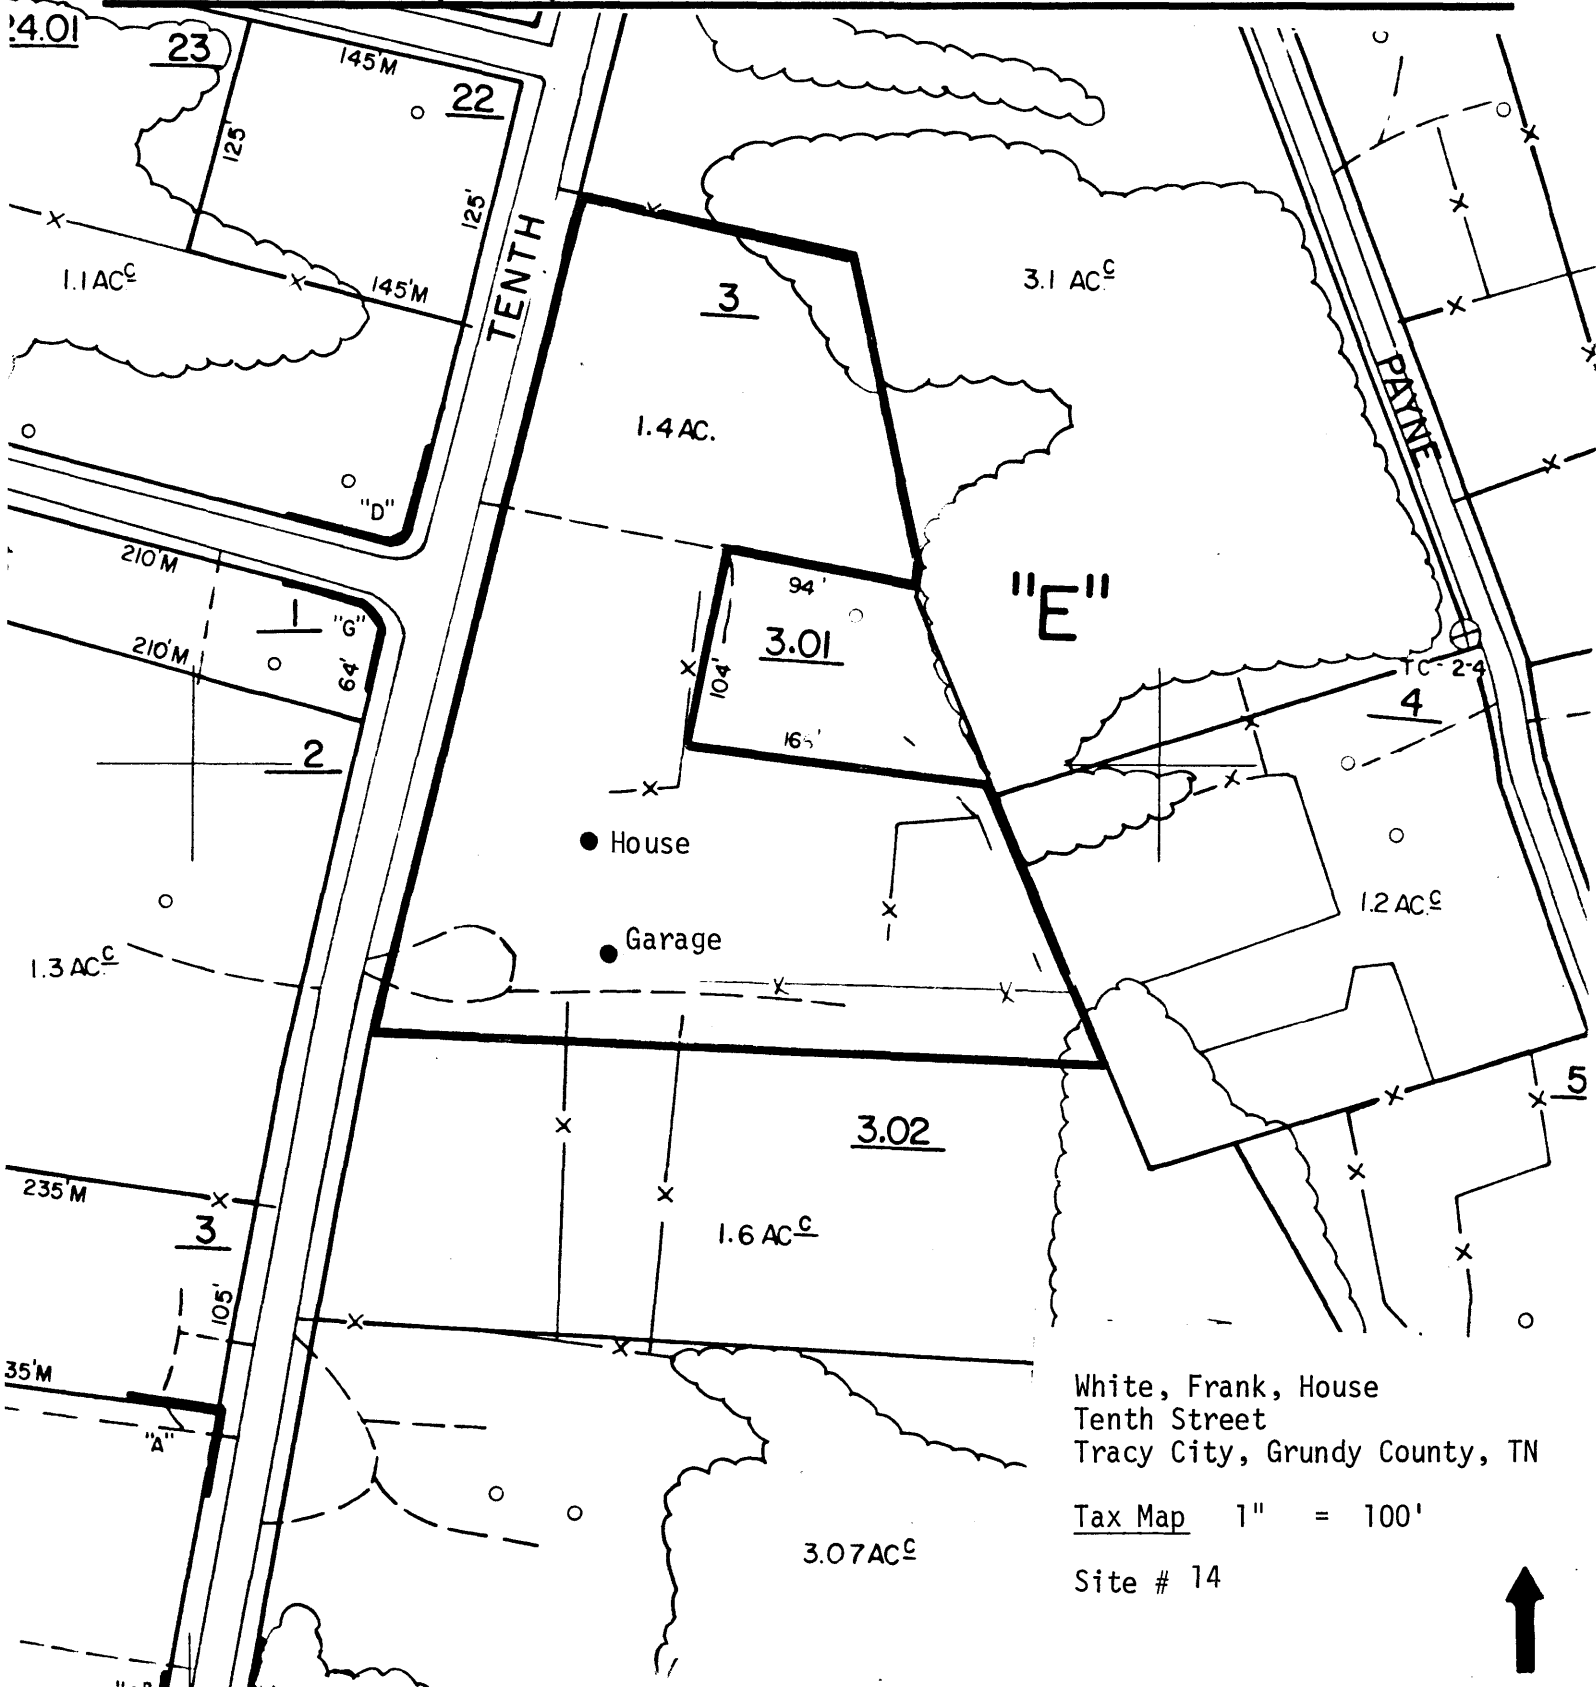 24.01
23
145'M
22
125'
125'
TENTH
1.1 AC.C
145'M
3
3.1 AC.C
PAYNE
1.4 AC.
"D"
210'M
1
"G"
94'
"E"
3.01
210'M
64'
104'
TC-2-4
4
2
House
1.2 AC.C
Garage
1.3 AC.C
5
3.02
235'M
3
1.6 AC.C
105'
35'M
"A"
White, Frank, House
Tenth Street
Tracy City, Grundy County, TN
Tax Map 1" = 100'
3.07 AC.C
Site # 14